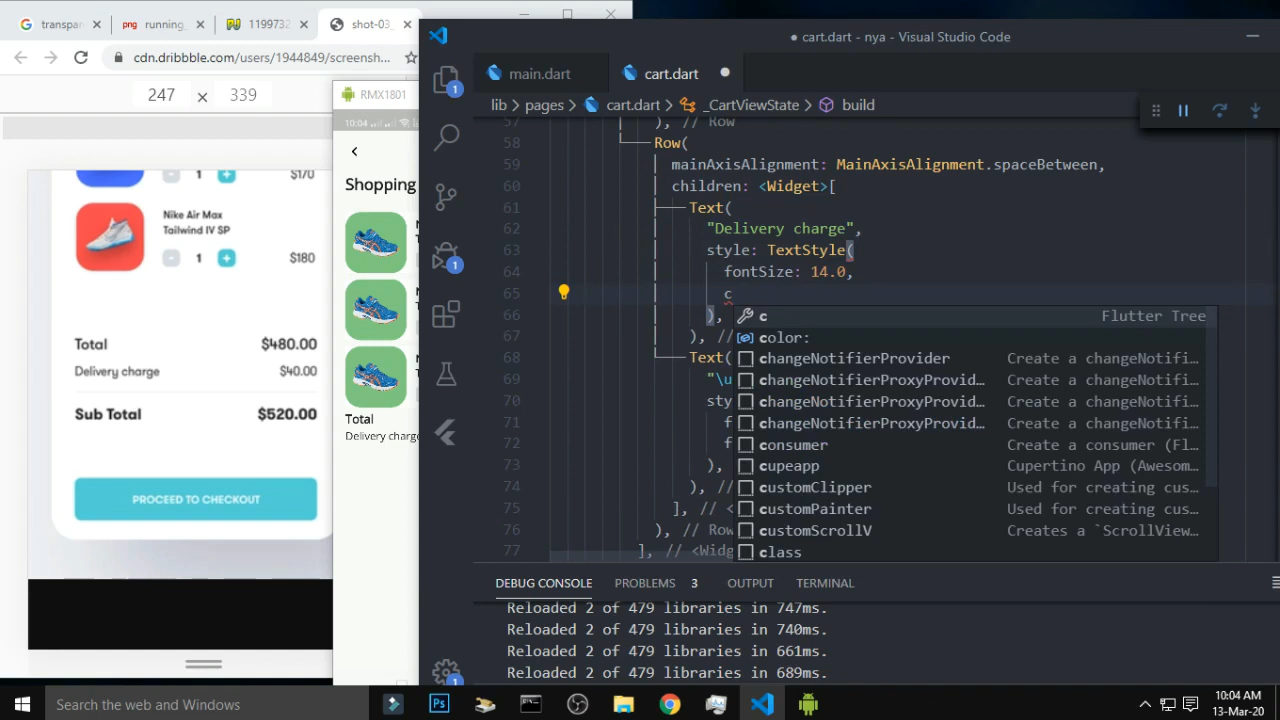 transpar
running_
1199732
shot-03_
cdn.dribbble.com/users/1944849/screensh...
247 × 339
1 $170
Nike Air Max
Tailwind IV SP
1 $180
Total $480.00
Delivery charge $40.00
Sub Total $520.00
PROCEED TO CHECKOUT
RMX1801
10:04
Shopping
Total
Delivery charge
● cart.dart - nya - Visual Studio Code
main.dart
cart.dart
lib › pages › cart.dart › _CartViewState › build
57 ), // Row
58 Row(
59 mainAxisAlignment: MainAxisAlignment.spaceBetween,
60 children: <Widget>[
61 Text(
62 "Delivery charge",
63 style: TextStyle(
64 fontSize: 14.0,
65 c
66 ),
67 ), //
68 Text(
69 "\u
70 sty
71 f
72 f
73 ),
74 ), //
75 ], // <
76 ), // Row
77 ], // <Widg
c Flutter Tree
color:
changeNotifierProvider Create a changeNotifi...
changeNotifierProxyProvid... Create a changeNotifi...
changeNotifierProxyProvid... Create a changeNotifi...
changeNotifierProxyProvid... Create a changeNotifi...
consumer Create a consumer (Fl...
cupeapp Cupertino App (Awesom...
customClipper Used for creating cus...
customPainter Used for creating cus...
customScrollV Creates a `ScrollView...
class
DEBUG CONSOLE PROBLEMS 3 OUTPUT TERMINAL
Reloaded 2 of 479 libraries in 747ms.
Reloaded 2 of 479 libraries in 740ms.
Reloaded 2 of 479 libraries in 661ms.
Reloaded 2 of 479 libraries in 689ms.
Search the web and Windows
10:04 AM
13-Mar-20